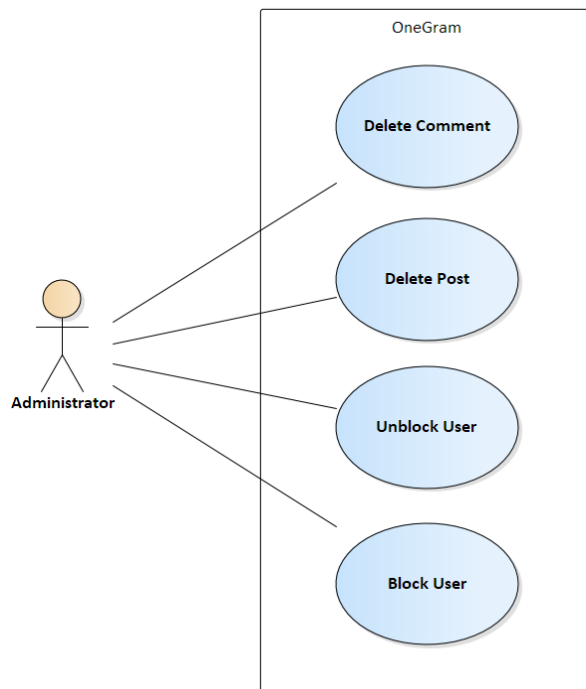 OneGram
Delete Comment
Delete Post
Administrator
Unblock User
Block User